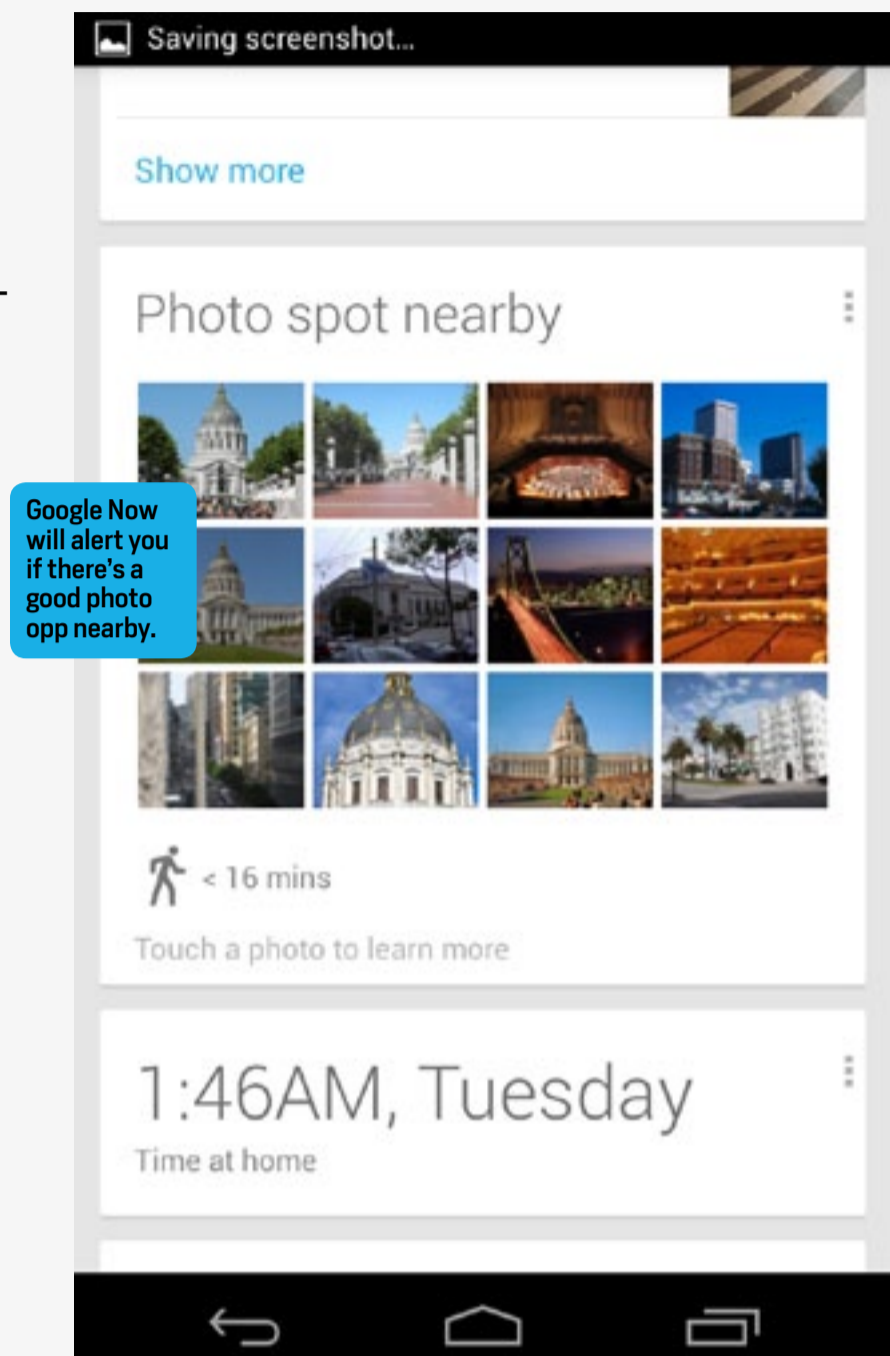 Saving screenshot...
Show more
Photo spot nearby
Google Now
will alert you
if there's a
good photo
opp nearby.
< 16 mins
Touch a photo to learn more
1:46AM, Tuesday
Time at home